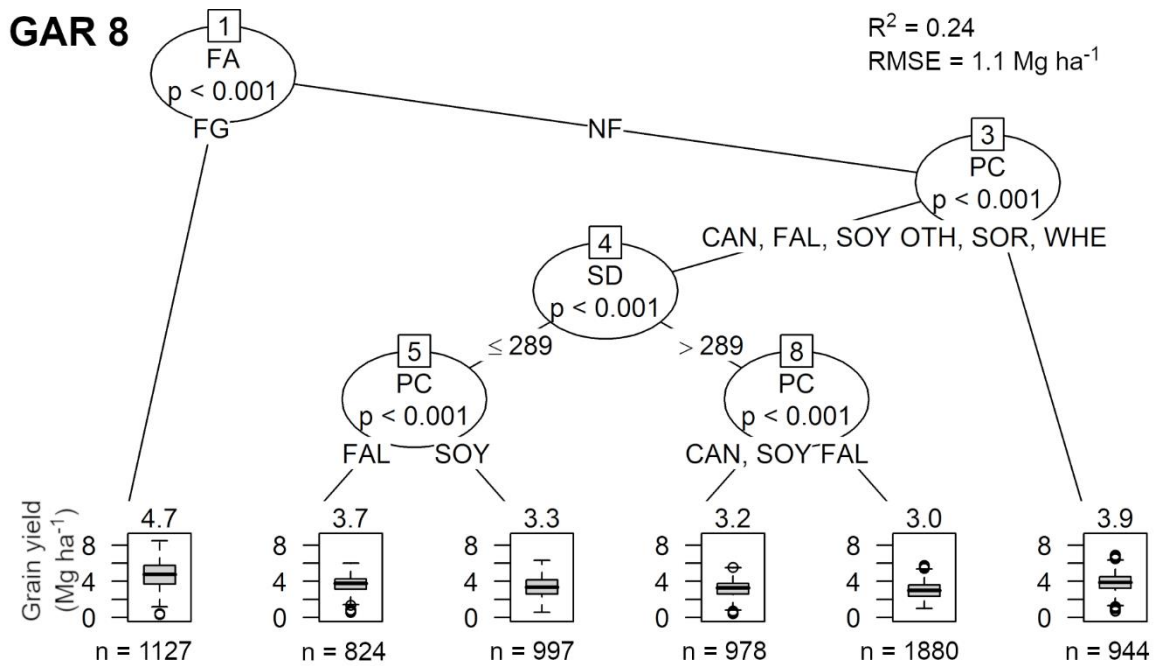 GAR 8
R² = 0.24
RMSE = 1.1 Mg ha⁻¹
1
FA
p < 0.001
FG
NF
3
PC
p < 0.001
CAN, FAL, SOY OTH, SOR, WHE
4
SD
p < 0.001
≤ 289 > 289
5
PC
p < 0.001
FAL SOY
8
PC
p < 0.001
CAN, SOY FAL
Grain yield
(Mg ha⁻¹)
4.7 3.7 3.3 3.2 3.0 3.9
8 8 8 8 8 8
4 4 4 4 4 4
0 0 0 0 0 0
n = 1127 n = 824 n = 997 n = 978 n = 1880 n = 944